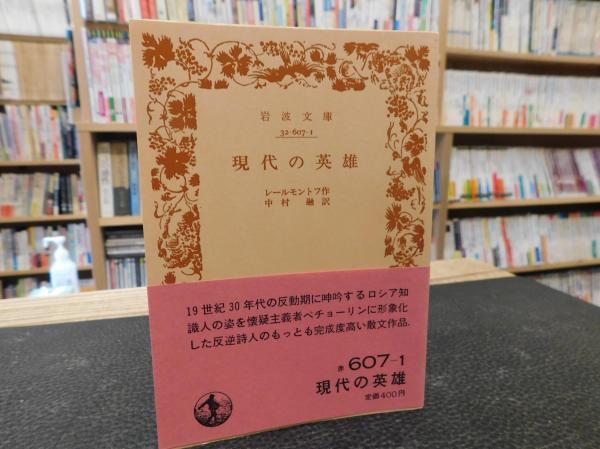 岩波文庫
32-607-1
現代の英雄
レールモントフ作
中村 融訳
19世紀30年代の反動期に呻吟するロシア知
識人の姿を懐疑主義者ペチョーリンに形象化
した反逆詩人のもっとも完成度高い散文作品.
赤 607-1
現代の英雄
定価400円